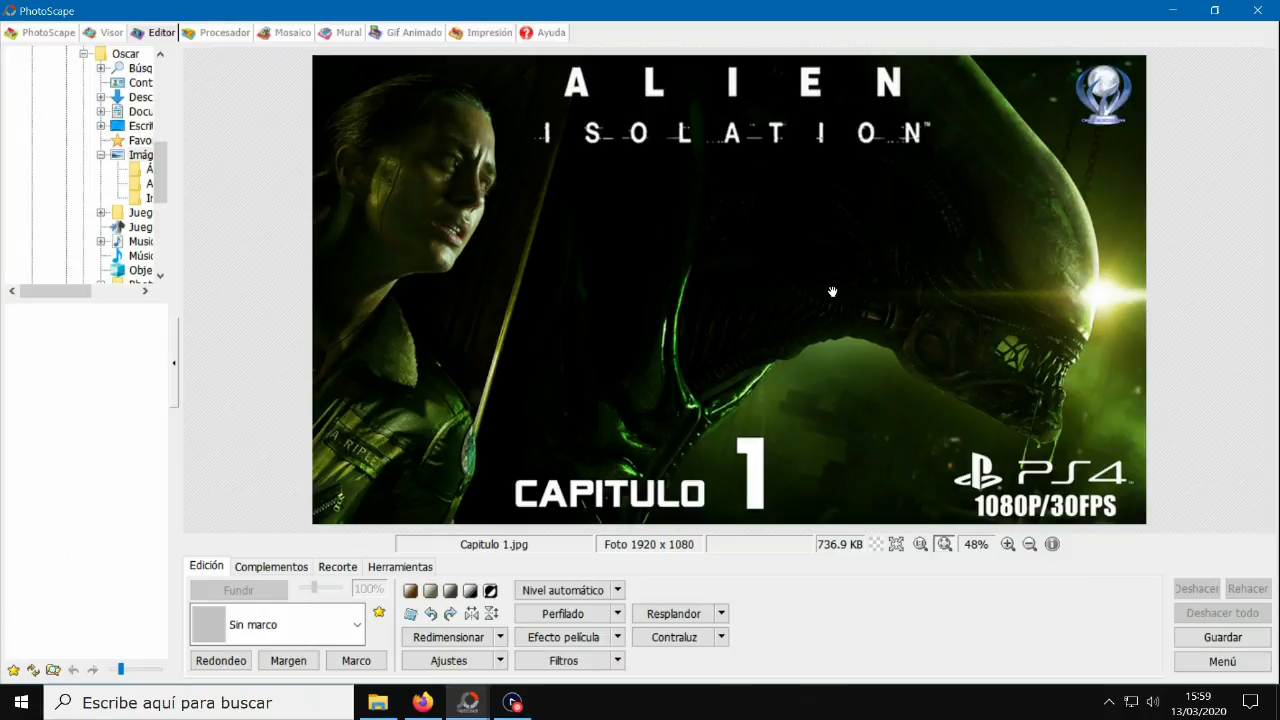 PhotoScape
PhotoScape Visor Editor Procesador Mosaico Mural Gif Animado Impresión Ayuda
Oscar
Búsq
Cont
Desc
Docu
Escri
Favo
Imág
Á
A
Jueg
Jueg
Music
Músic
Obje
ALIEN
ISOLATION™
A. RIPLE
CAPITULO 1
PS4
1080P/30FPS
Capitulo 1.jpg Foto 1920 x 1080 736.9 KB 48%
Edición Complementos Recorte Herramientas
Fundir 100% Nivel automático Deshacer Rehacer
Perfilado Resplandor Deshacer todo
Sin marco Redimensionar Efecto película Contraluz Guardar
Redondeo Margen Marco Ajustes Filtros Menú
Escribe aquí para buscar
15:59
13/03/2020